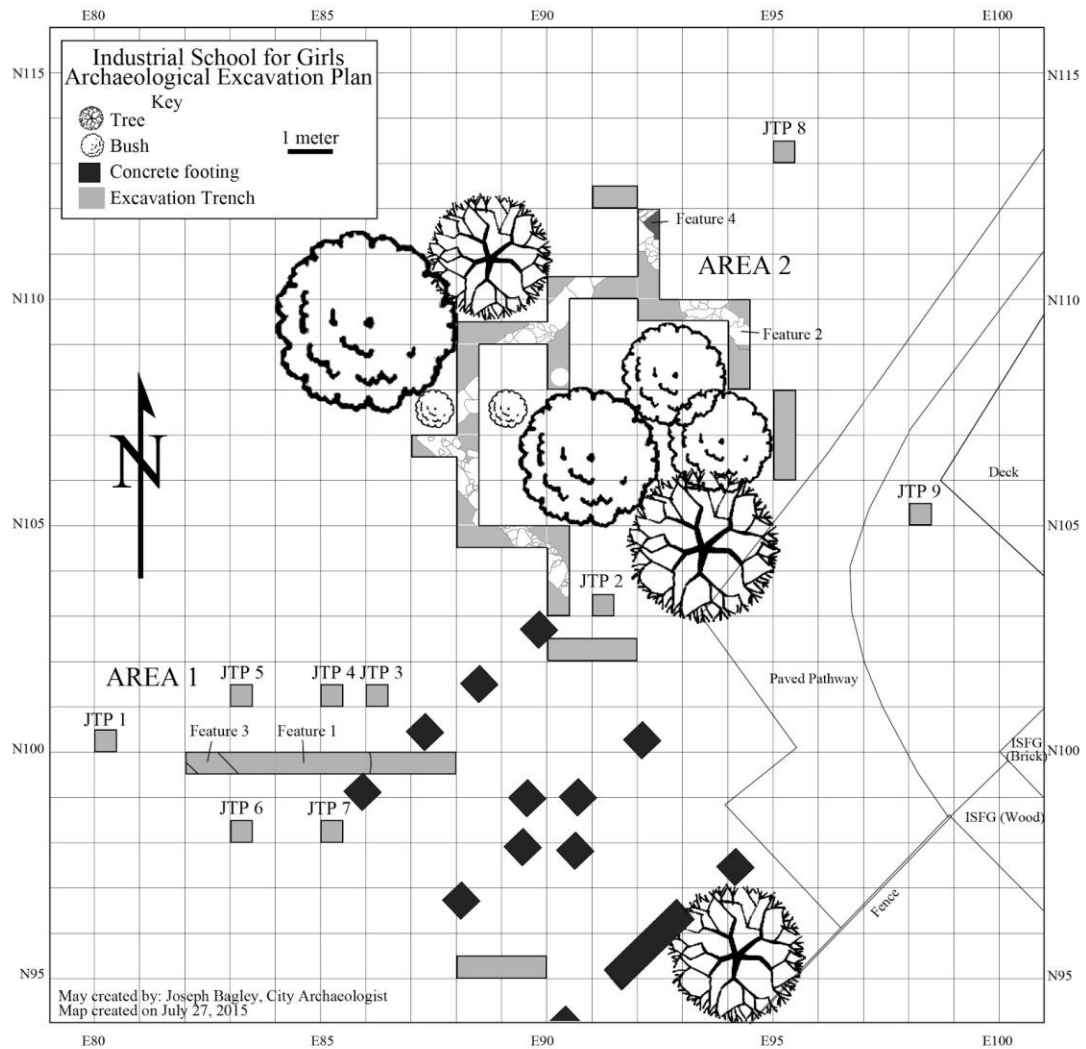 E80 E85 E90 E95 E100
Industrial School for Girls
Archaeological Excavation Plan
Key
Tree
Bush
1 meter
Concrete footing
Excavation Trench
N115 N115
JTP 8
Feature 4
AREA 2
N110 N110
Feature 2
N
Deck
JTP 9
N105 N105
JTP 2
AREA 1
JTP 5 JTP 4 JTP 3
Paved Pathway
JTP 1
Feature 3 Feature 1
N100 N100
ISFG
(Brick)
JTP 6 JTP 7
ISFG (Wood)
Fence
N95 N95
May created by: Joseph Bagley, City Archaeologist
Map created on July 27, 2015
E80 E85 E90 E95 E100